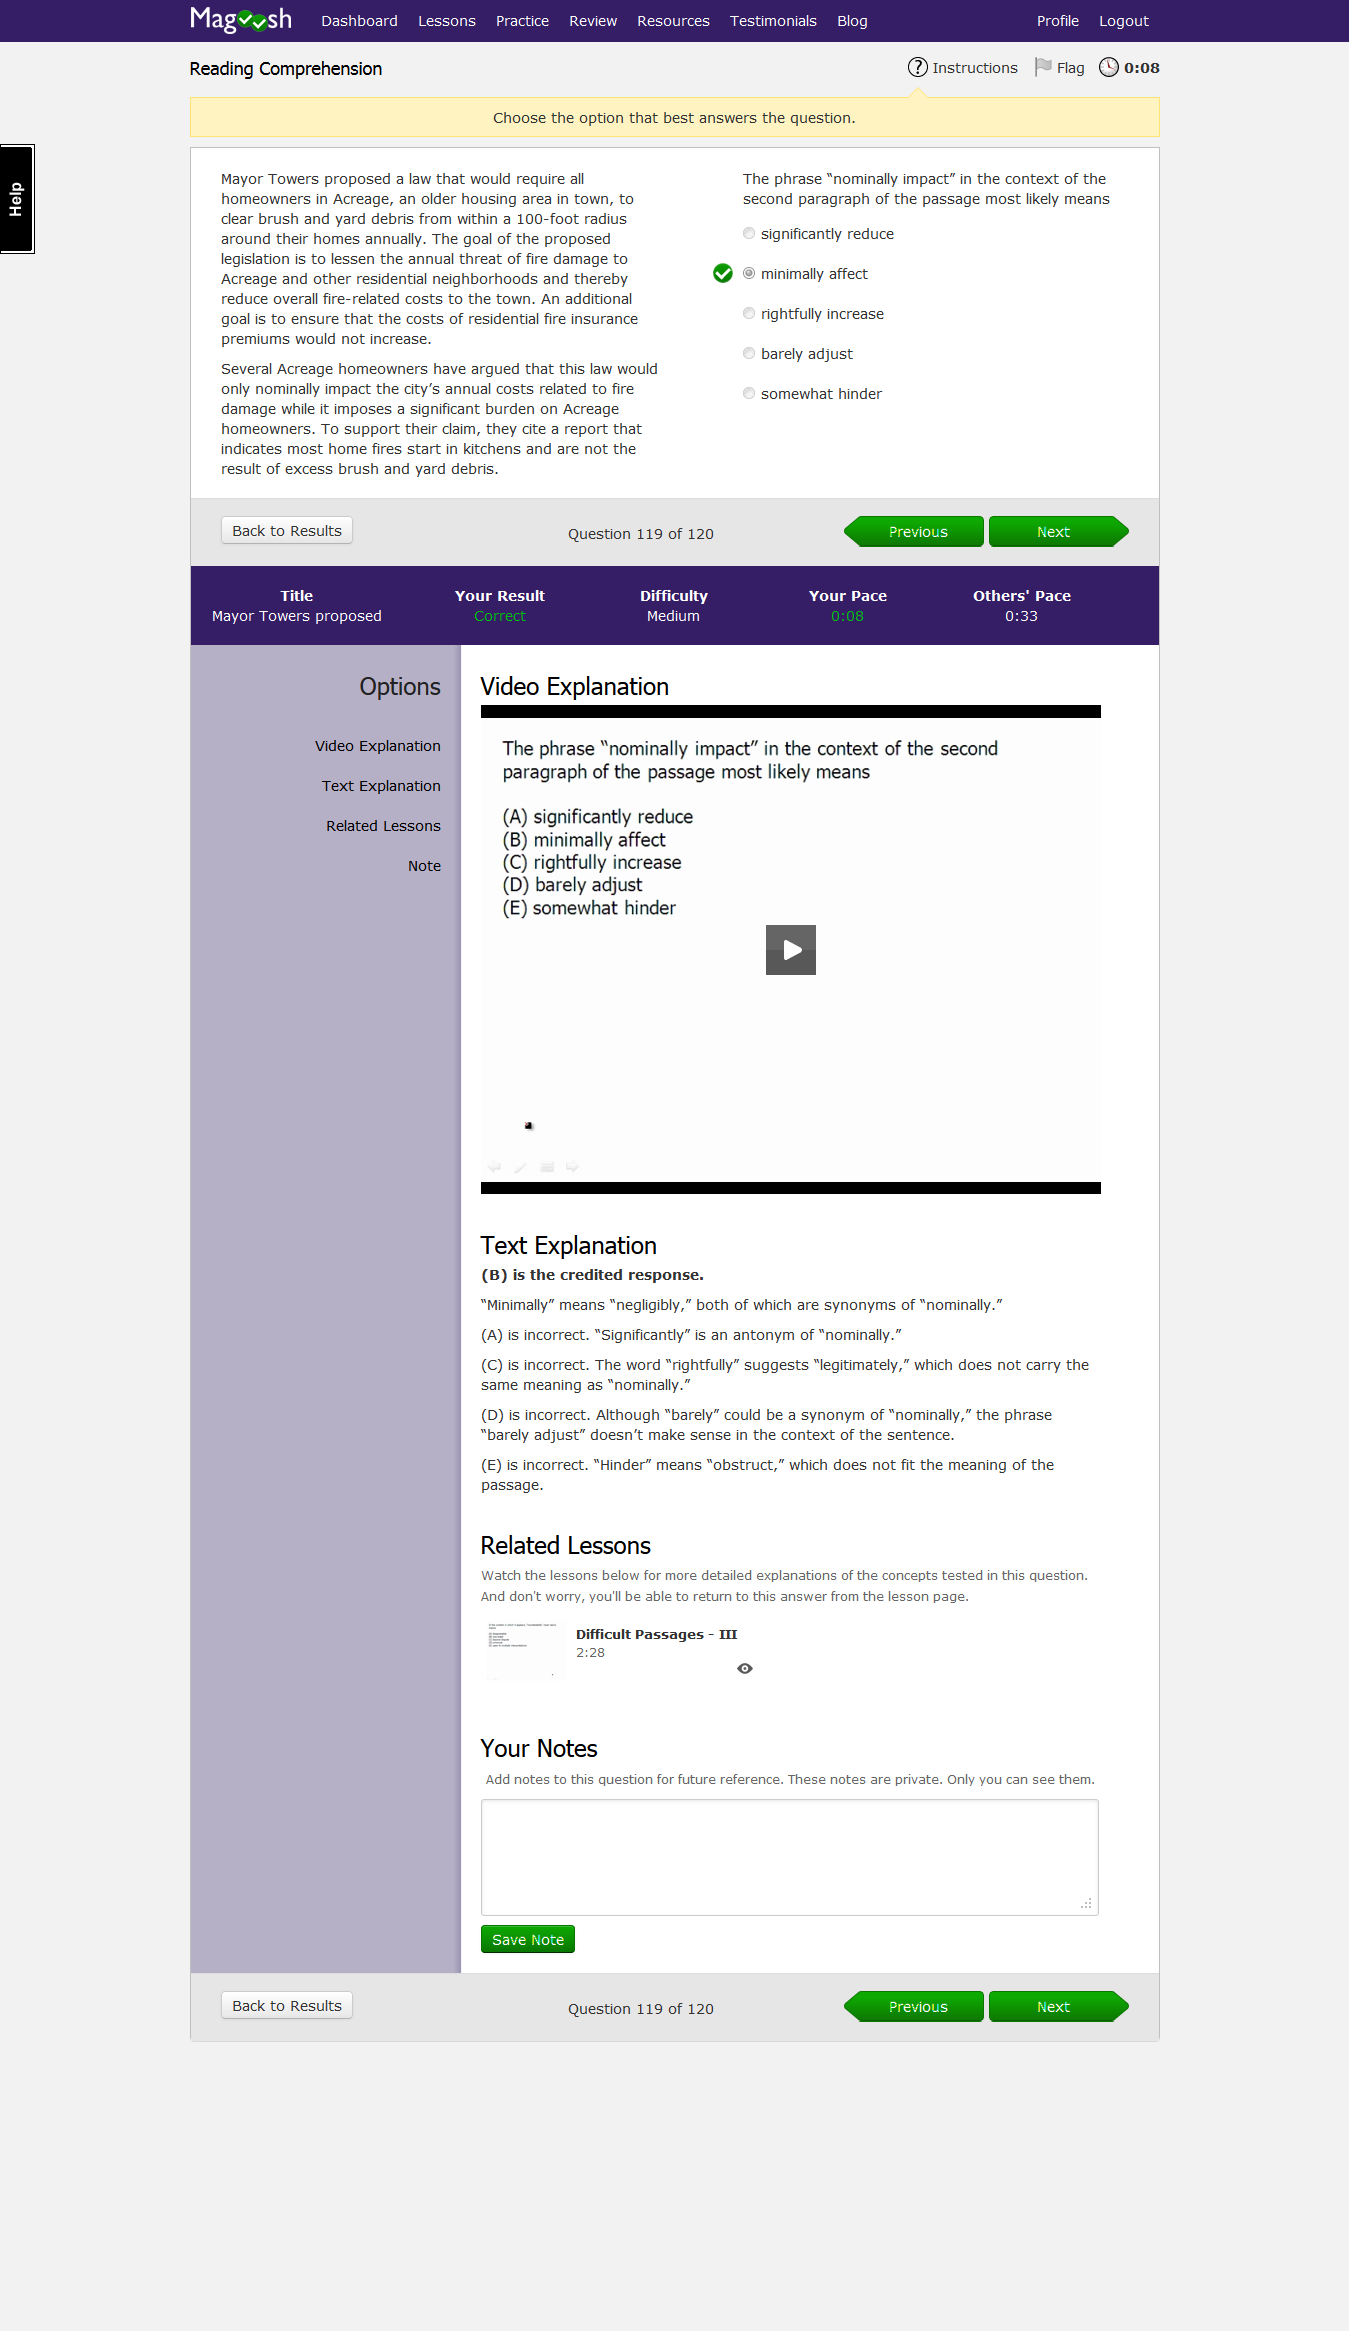 Magoosh Dashboard Lessons Practice Review Resources Testimonials Blog Profile Logout
Reading Comprehension
Instructions Flag 0:08
Choose the option that best answers the question.
Help
Mayor Towers proposed a law that would require all
homeowners in Acreage, an older housing area in town, to
clear brush and yard debris from within a 100-foot radius
around their homes annually. The goal of the proposed
legislation is to lessen the annual threat of fire damage to
Acreage and other residential neighborhoods and thereby
reduce overall fire-related costs to the town. An additional
goal is to ensure that the costs of residential fire insurance
premiums would not increase.
Several Acreage homeowners have argued that this law would
only nominally impact the city’s annual costs related to fire
damage while it imposes a significant burden on Acreage
homeowners. To support their claim, they cite a report that
indicates most home fires start in kitchens and are not the
result of excess brush and yard debris.
The phrase “nominally impact” in the context of the
second paragraph of the passage most likely means
significantly reduce
minimally affect
rightfully increase
barely adjust
somewhat hinder
Back to Results Question 119 of 120 Previous Next
Title Your Result Difficulty Your Pace Others' Pace
Mayor Towers proposed Correct Medium 0:08 0:33
Options
Video Explanation
Text Explanation
Related Lessons
Note
Video Explanation
The phrase “nominally impact” in the context of the second
paragraph of the passage most likely means
(A) significantly reduce
(B) minimally affect
(C) rightfully increase
(D) barely adjust
(E) somewhat hinder
Text Explanation
(B) is the credited response.
“Minimally” means “negligibly,” both of which are synonyms of “nominally.”
(A) is incorrect. “Significantly” is an antonym of “nominally.”
(C) is incorrect. The word “rightfully” suggests “legitimately,” which does not carry the
same meaning as “nominally.”
(D) is incorrect. Although “barely” could be a synonym of “nominally,” the phrase
“barely adjust” doesn’t make sense in the context of the sentence.
(E) is incorrect. “Hinder” means “obstruct,” which does not fit the meaning of the
passage.
Related Lessons
Watch the lessons below for more detailed explanations of the concepts tested in this question.
And don't worry, you'll be able to return to this answer from the lesson page.
Difficult Passages - III
2:28
Your Notes
Add notes to this question for future reference. These notes are private. Only you can see them.
Save Note
Back to Results Question 119 of 120 Previous Next